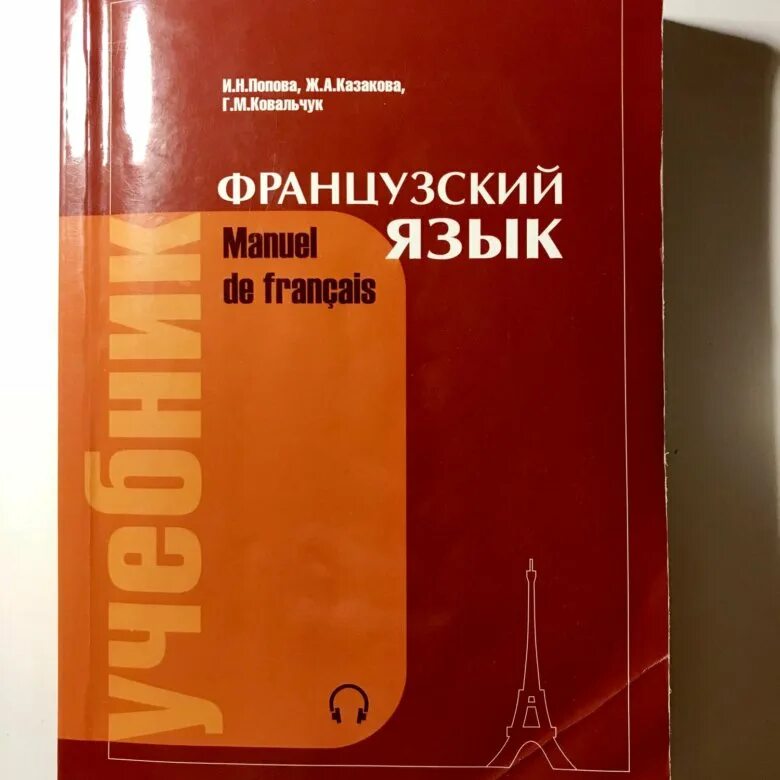 И.Н.Попова, Ж.А.Казакова,
Г.М.Ковальчук
ФРАНЦУЗСКИЙ
ЯЗЫК
Manuel
de français
учебник